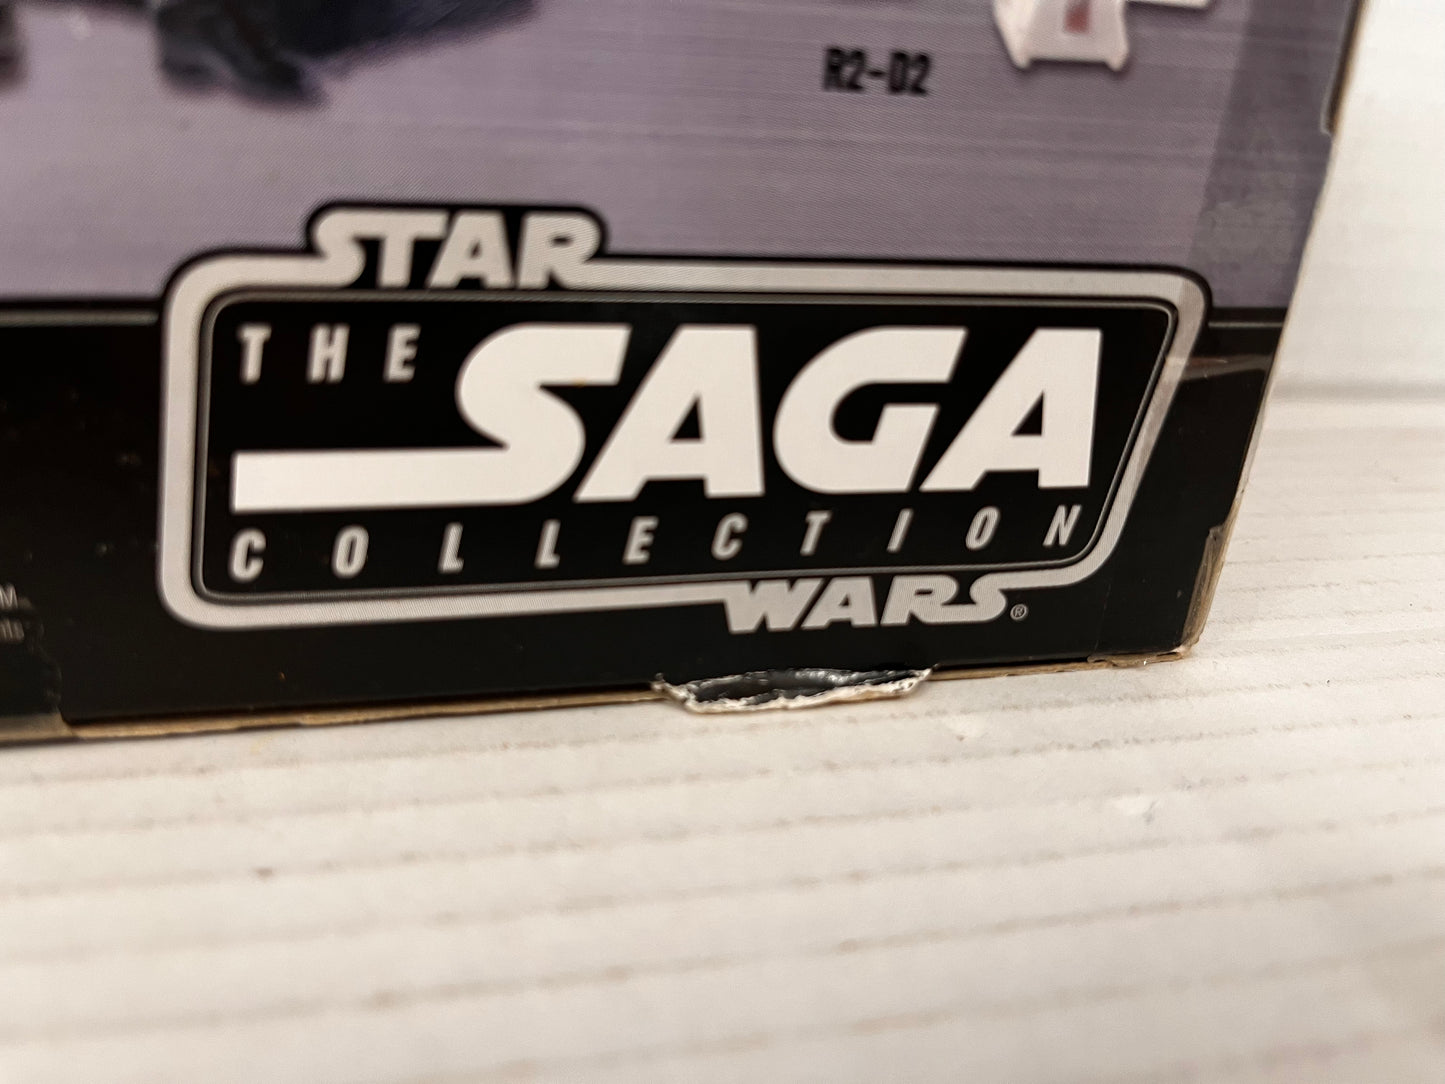 R2-D2
STAR
THE SAGA
COLLECTION
WARS®